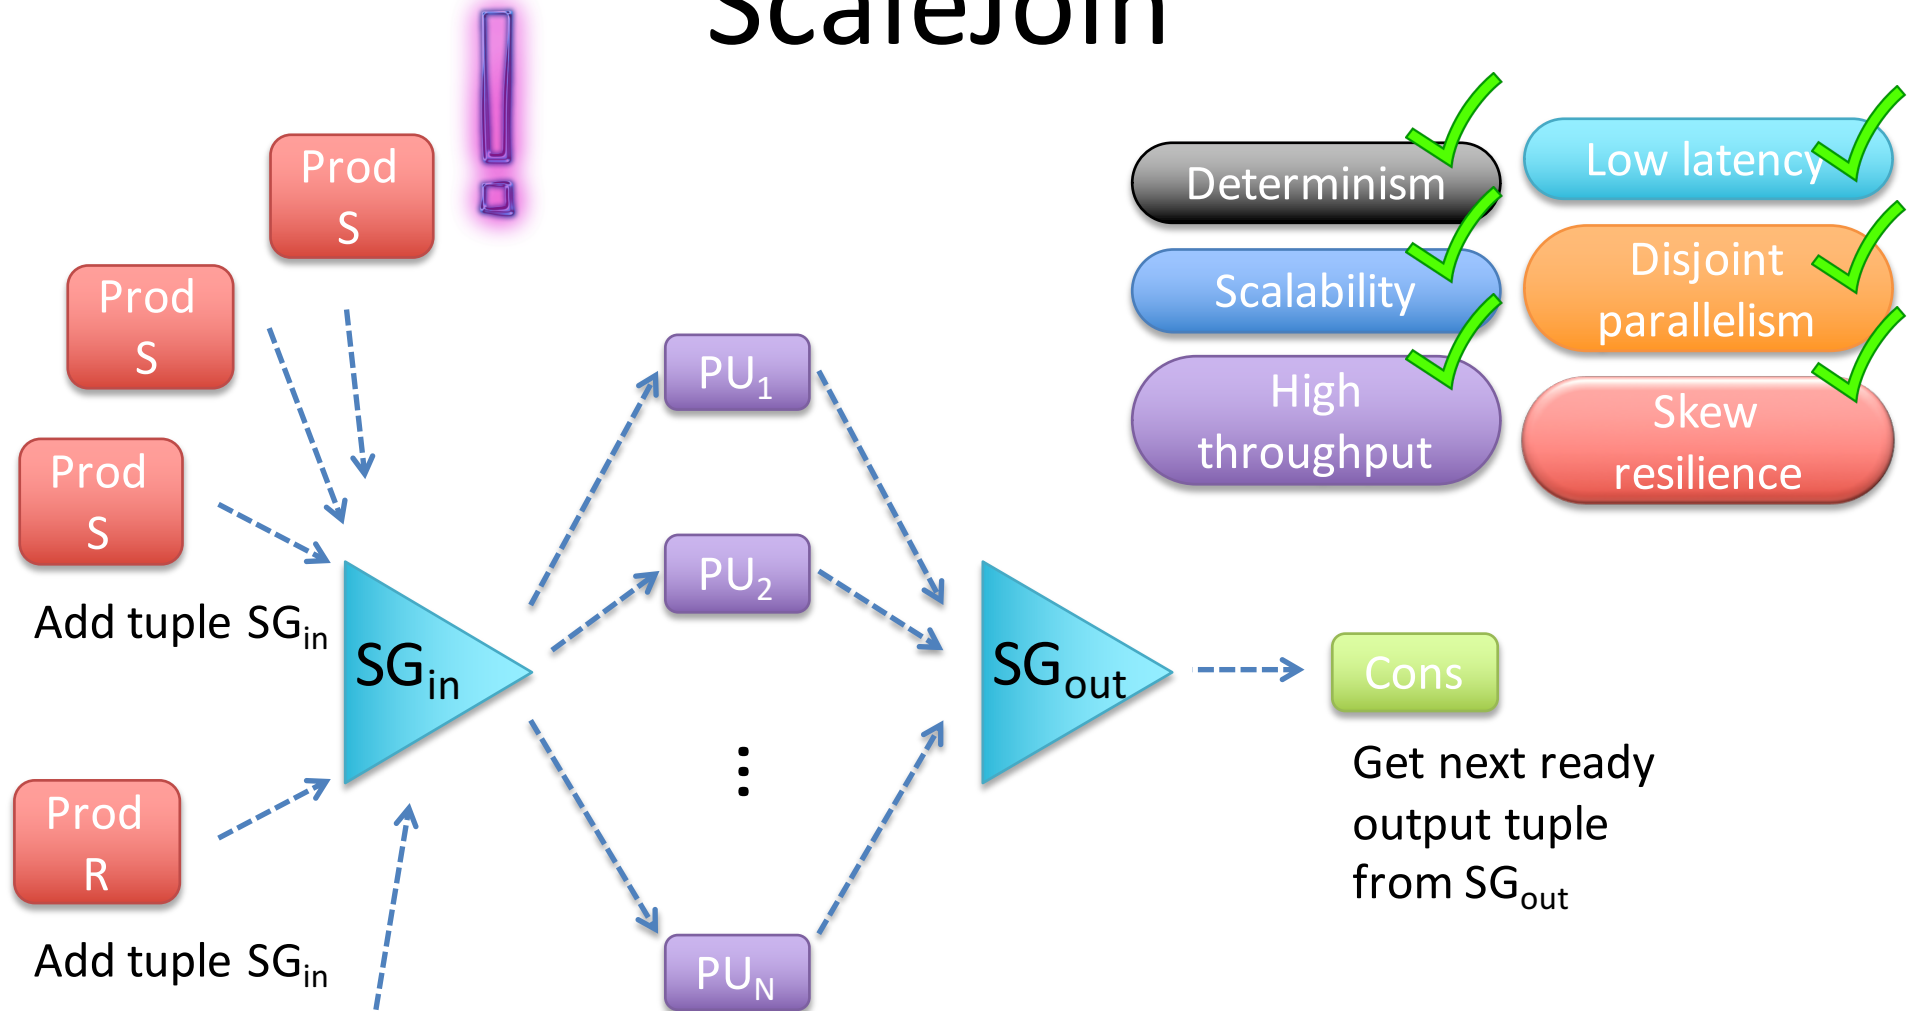 ScaleJoin
Prod
S
Prod
S
Prod
S
Add tuple SGin
Prod
R
Add tuple SGin
SGin
PU1
PU2
⋮
PUN
SGout
Cons
Get next ready
output tuple
from SGout
Determinism
Low latency
Scalability
Disjoint
parallelism
High
throughput
Skew
resilience
!